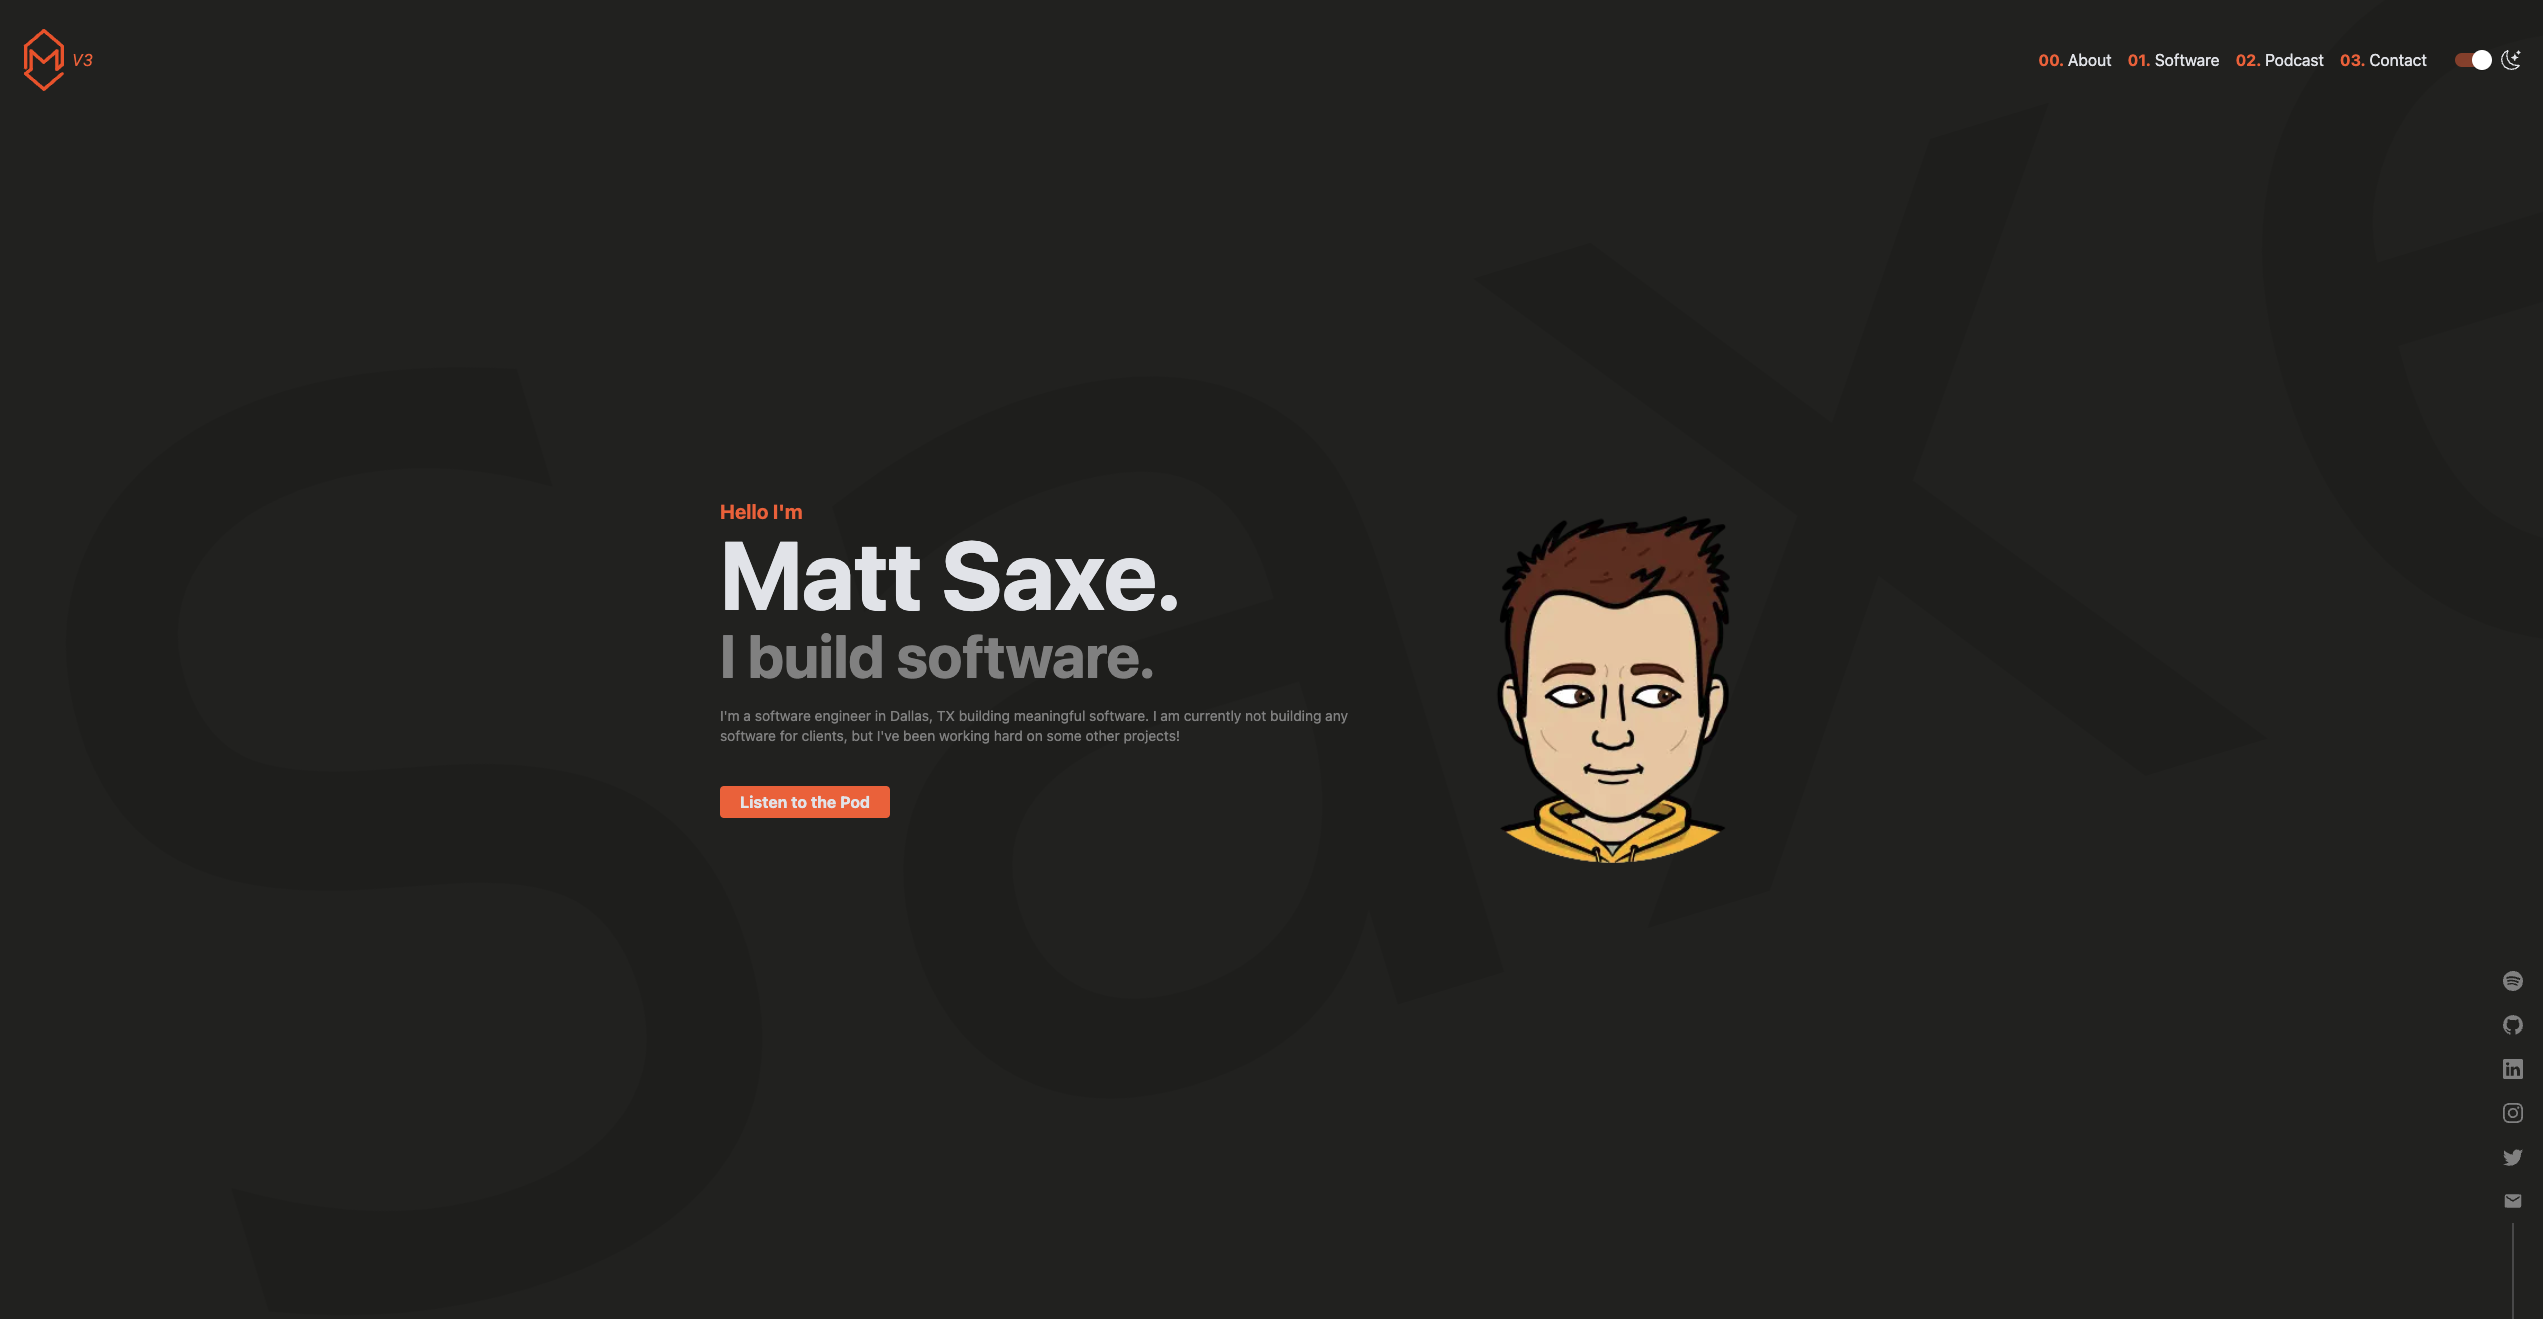 V3
00. About 01. Software 02. Podcast 03. Contact
Saxe
Hello I'm
Matt Saxe.
I build software.
I'm a software engineer in Dallas, TX building meaningful software. I am currently not building any
software for clients, but I've been working hard on some other projects!
Listen to the Pod